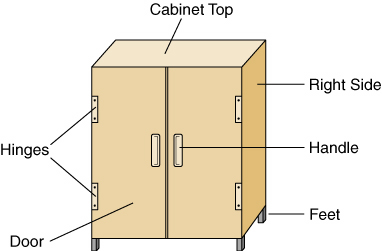 Cabinet Top
Right Side
Hinges
Handle
Feet
Door